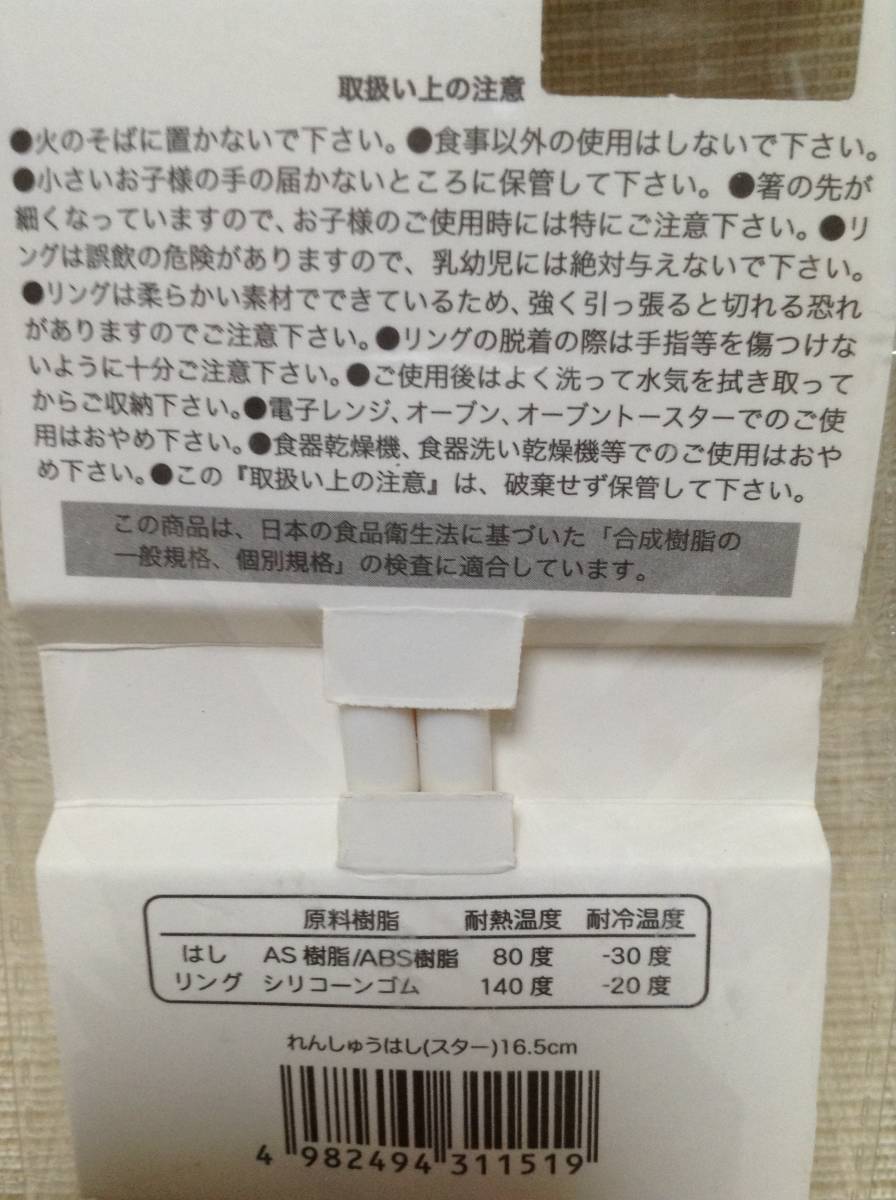 取扱い上の注意
●火のそばに置かないで下さい。●食事以外の使用はしないで下さい。
●小さいお子様の手の届かないところに保管して下さい。●箸の先が
細くなっていますので、お子様のご使用時には特にご注意下さい。●リ
ングは誤飲の危険がありますので、乳幼児には絶対与えないで下さい。
●リングは柔らかい素材でできているため、強く引っ張ると切れる恐れ
がありますのでご注意下さい。●リングの脱着の際は手指等を傷つけな
いように十分ご注意下さい。●ご使用後はよく洗って水気を拭き取って
からご収納下さい。●電子レンジ、オーブン、オーブントースターでのご使
用はおやめ下さい。●食器乾燥機、食器洗い乾燥機等でのご使用はおや
め下さい。●この『取扱い上の注意』は、破棄せず保管して下さい。
この商品は、日本の食品衛生法に基づいた「合成樹脂の
一般規格、個別規格」の検査に適合しています。
原料樹脂 耐熱温度 耐冷温度
はし AS樹脂/ABS樹脂 80度 -30度
リング シリコーンゴム 140度 -20度
れんしゅうはし(スター)16.5cm
4 982494 311519